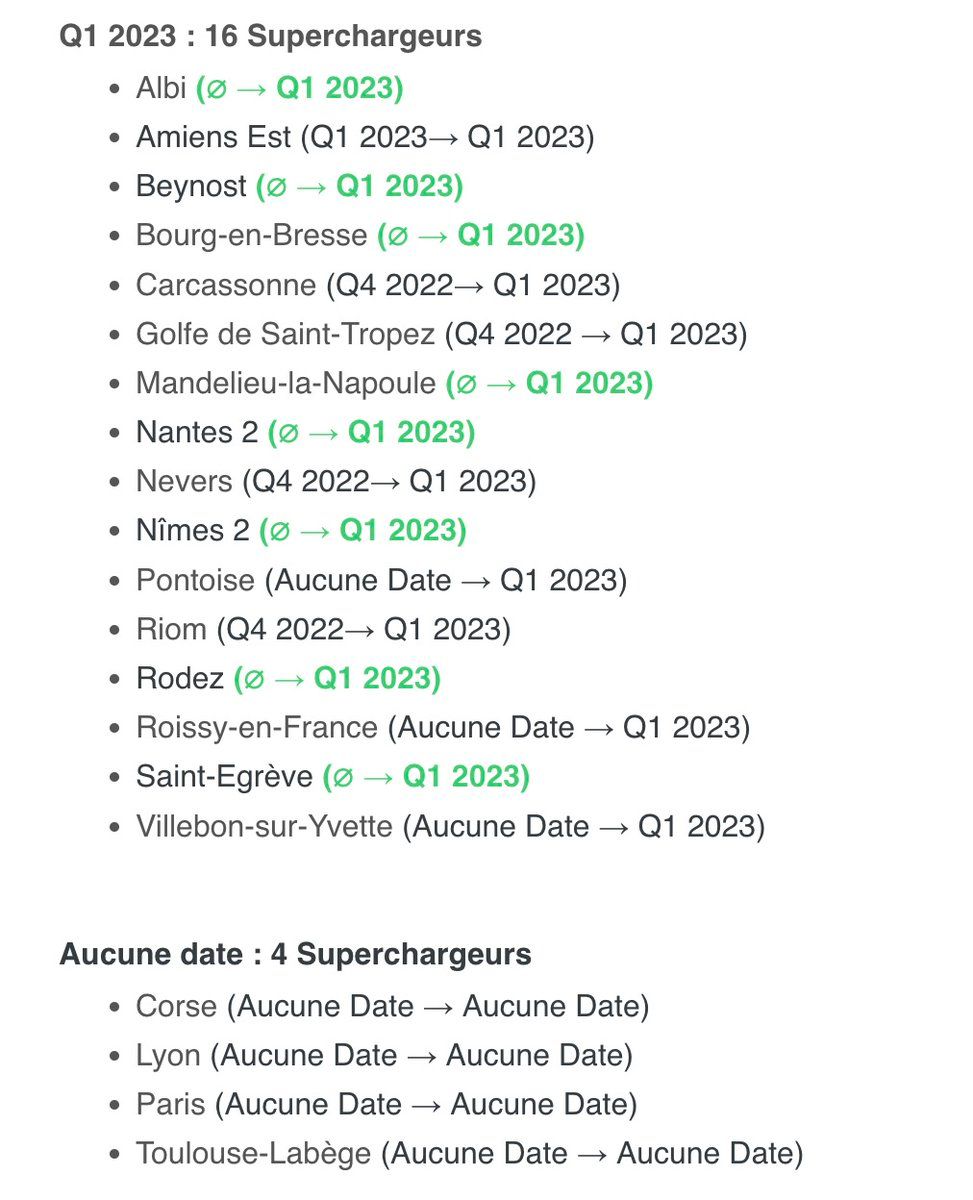 Q1 2023 : 16 Superchargeurs
• Albi (∅ → Q1 2023)
• Amiens Est (Q1 2023→ Q1 2023)
• Beynost (∅ → Q1 2023)
• Bourg-en-Bresse (∅ → Q1 2023)
• Carcassonne (Q4 2022→ Q1 2023)
• Golfe de Saint-Tropez (Q4 2022 → Q1 2023)
• Mandelieu-la-Napoule (∅ → Q1 2023)
• Nantes 2 (∅ → Q1 2023)
• Nevers (Q4 2022→ Q1 2023)
• Nîmes 2 (∅ → Q1 2023)
• Pontoise (Aucune Date → Q1 2023)
• Riom (Q4 2022→ Q1 2023)
• Rodez (∅ → Q1 2023)
• Roissy-en-France (Aucune Date → Q1 2023)
• Saint-Egrève (∅ → Q1 2023)
• Villebon-sur-Yvette (Aucune Date → Q1 2023)
Aucune date : 4 Superchargeurs
• Corse (Aucune Date → Aucune Date)
• Lyon (Aucune Date → Aucune Date)
• Paris (Aucune Date → Aucune Date)
• Toulouse-Labège (Aucune Date → Aucune Date)